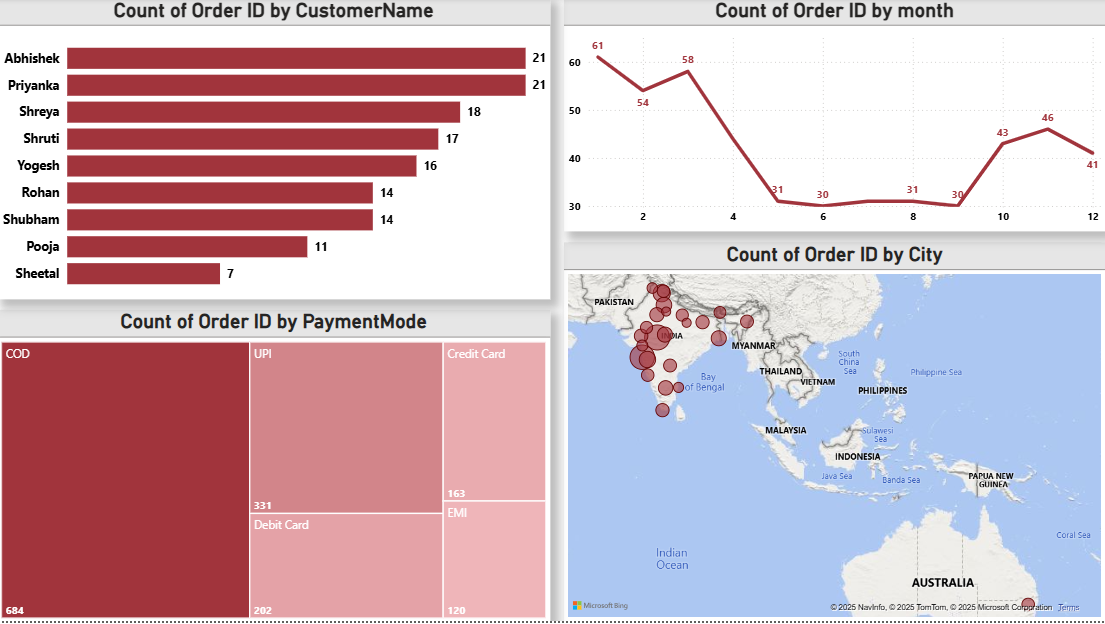 Count of Order ID by CustomerName
Abhishek 21
Priyanka 21
Shreya 18
Shruti 17
Yogesh 16
Rohan 14
Shubham 14
Pooja 11
Sheetal 7
Count of Order ID by month
61
60
58
54
50
43
46
40
41
31
30
31
30
30
2 4 6 8 10 12
Count of Order ID by PaymentMode
COD
684
UPI
331
Debit Card
202
Credit Card
163
EMI
120
Count of Order ID by City
PAKISTAN
INDIA
MYANMAR
South
China
Sea
THAILAND
Philippine Sea
Bay
of Bengal
VIETNAM
PHILIPPINES
MALAYSIA
Sulawesi
Sea
INDONESIA
Java Sea
Banda Sea
PAPUA NEW
GUINEA
Coral Sea
Indian
Ocean
AUSTRALIA
Microsoft Bing
© 2025 NavInfo, © 2025 TomTom, © 2025 Microsoft Corporation Terms